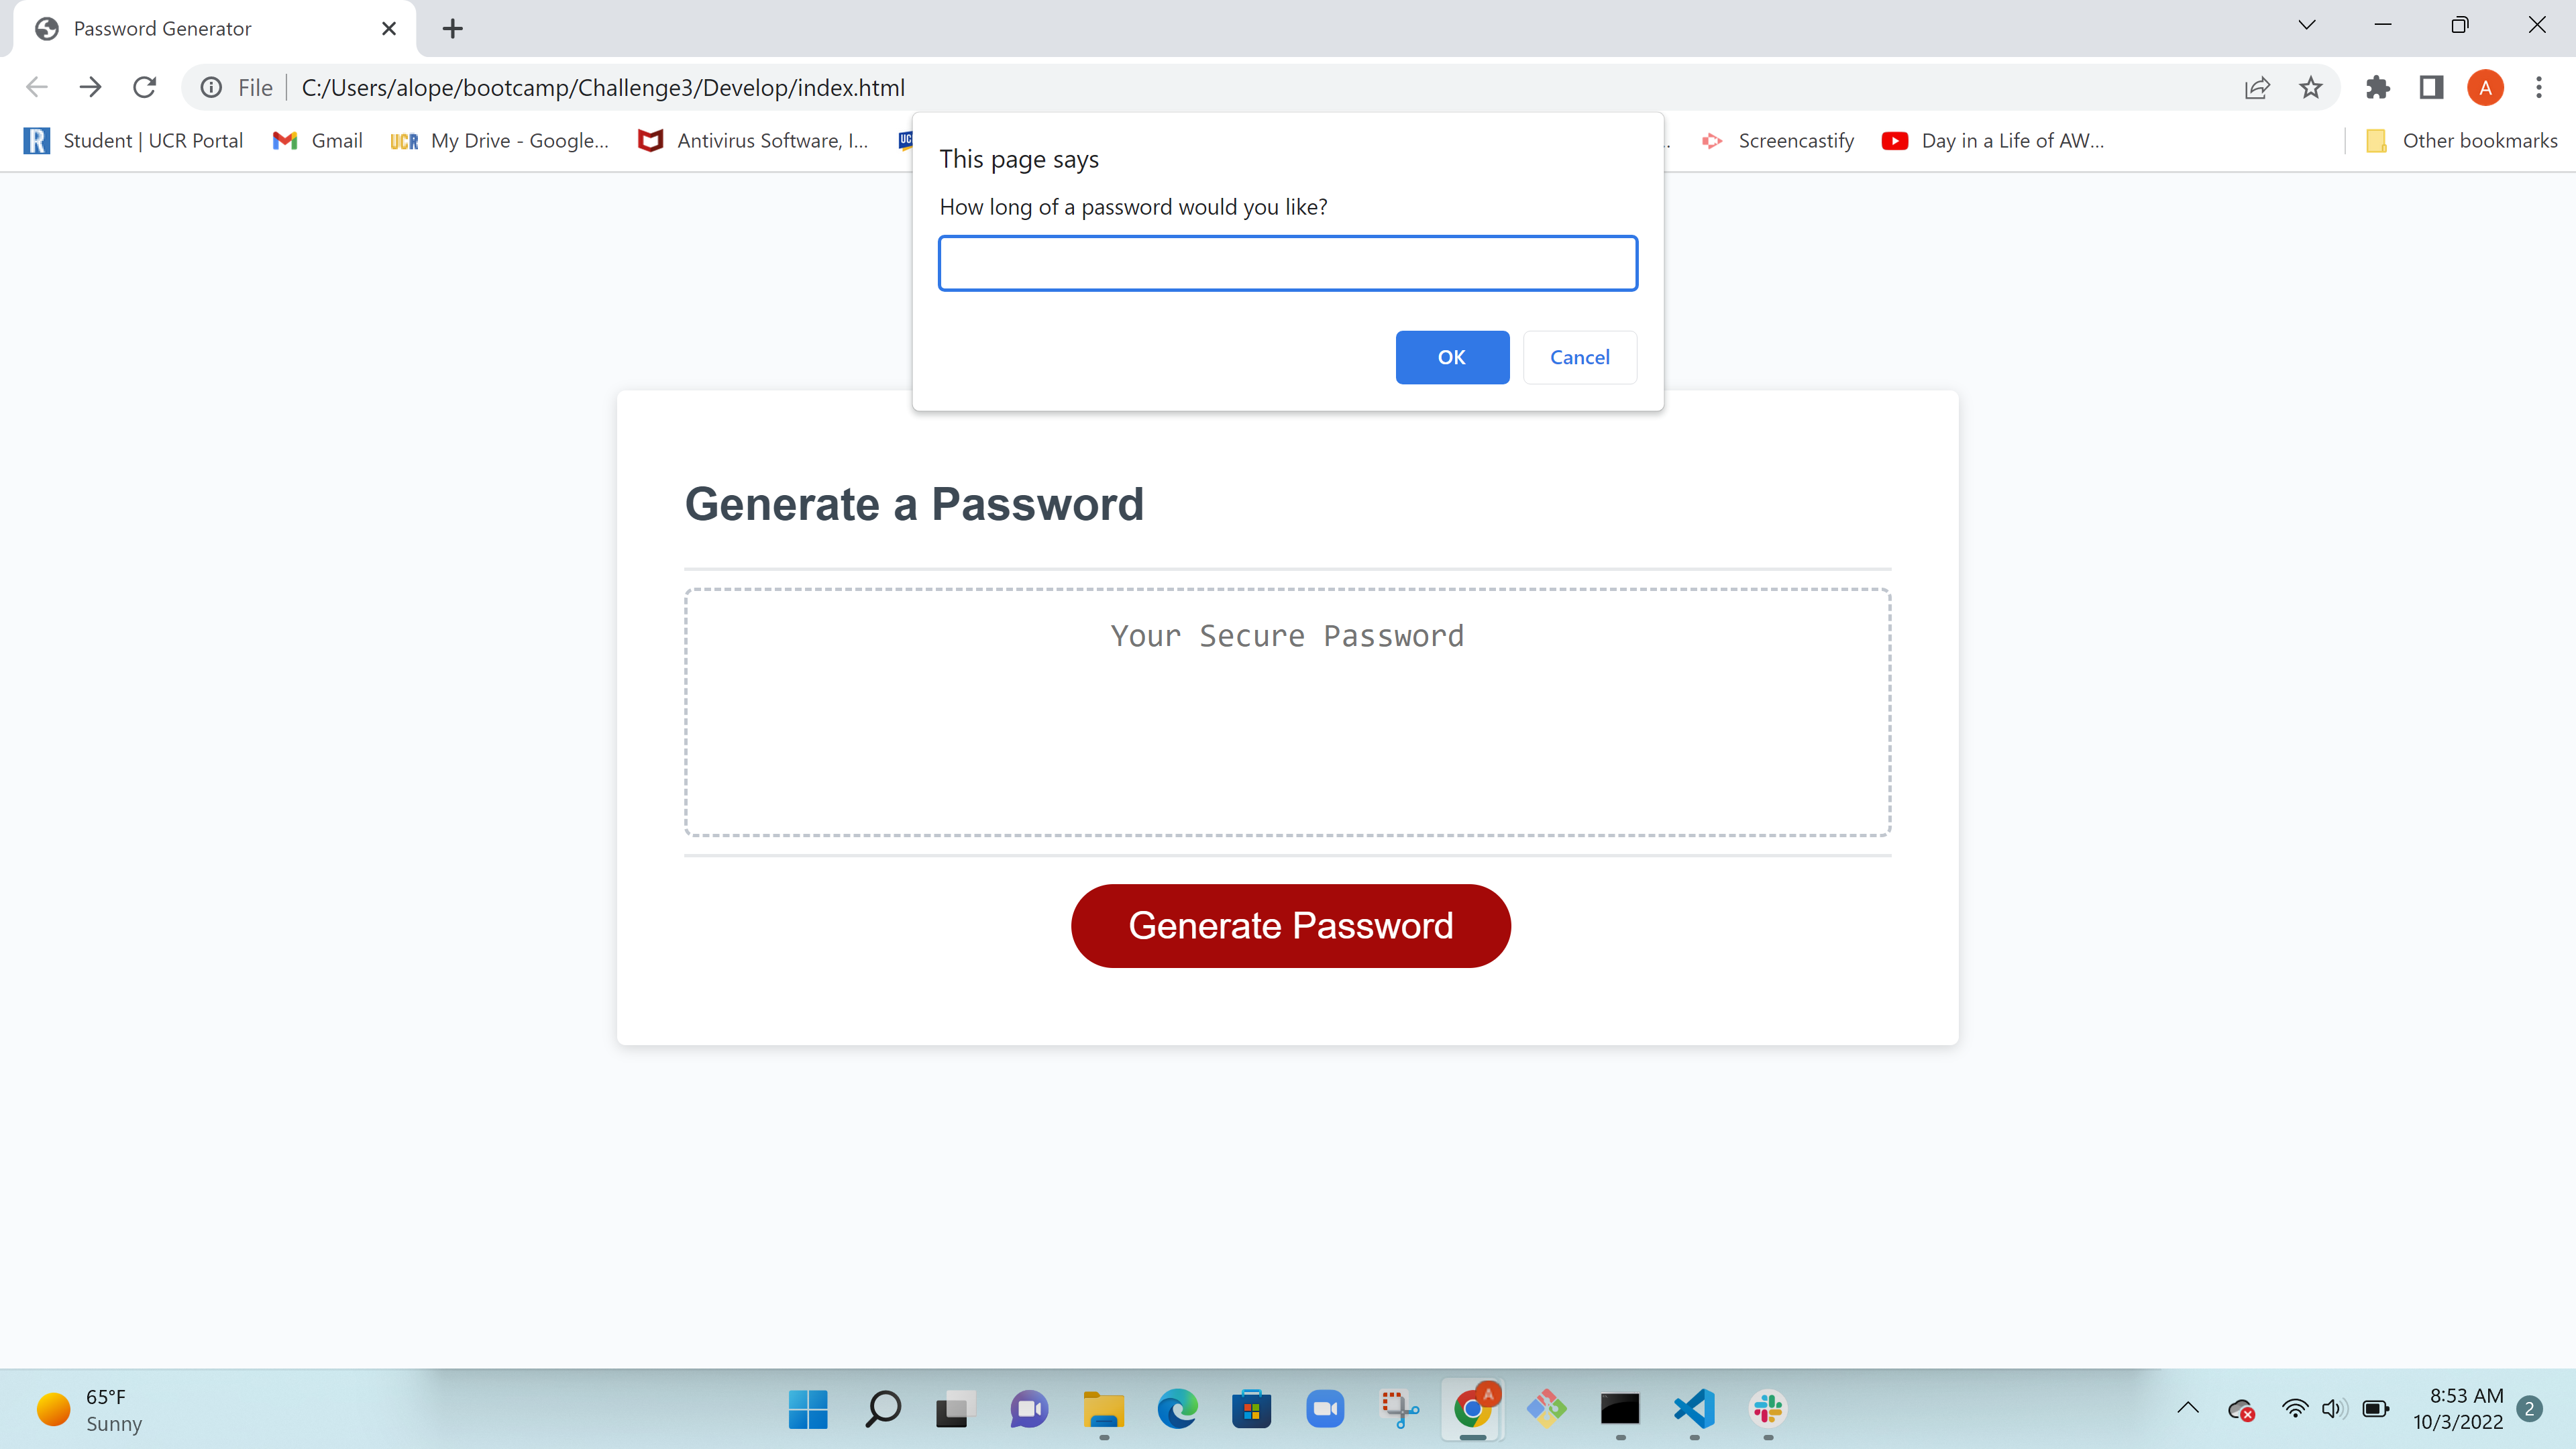 Password Generator
File
C:/Users/alope/bootcamp/Challenge3/Develop/index.html
A
Student | UCR Portal
Gmail
UCR
My Drive - Google...
Antivirus Software, I...
Screencastify
Day in a Life of AW...
Other bookmarks
This page says
How long of a password would you like?
OK
Cancel
Generate a Password
Your Secure Password
Generate Password
65°F
Sunny
A
8:53 AM
10/3/2022
2